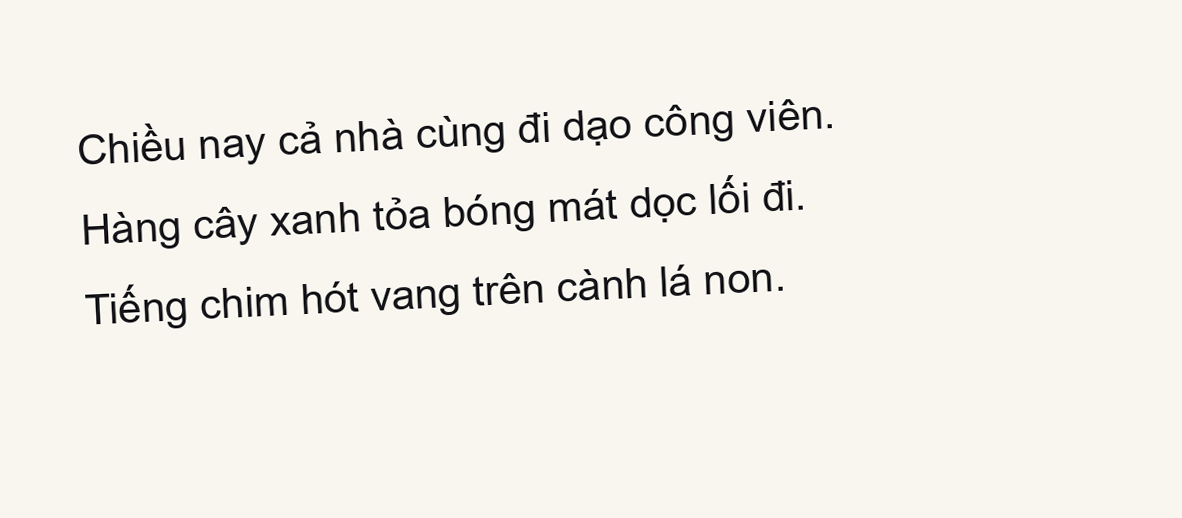 Chiều nay cả nhà cùng đi dạo công viên.
Hàng cây xanh tỏa bóng mát dọc lối đi.
Tiếng chim hót vang trên cành lá non.